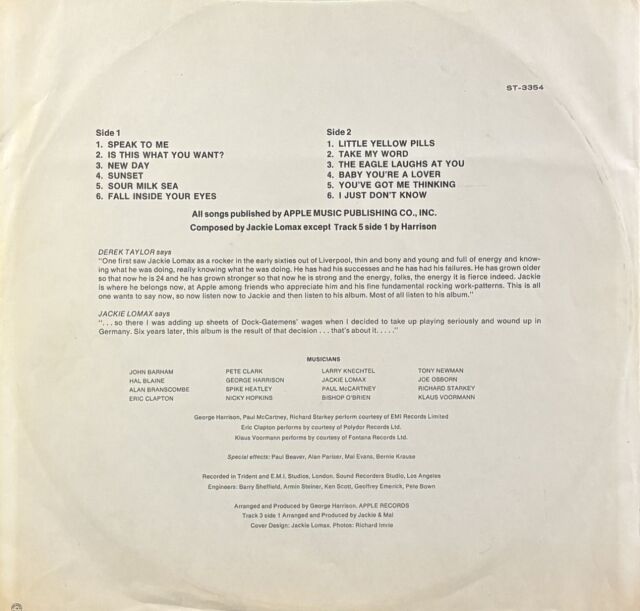 ST-3354
Side 1
1. SPEAK TO ME
2. IS THIS WHAT YOU WANT?
3. NEW DAY
4. SUNSET
5. SOUR MILK SEA
6. FALL INSIDE YOUR EYES
Side 2
1. LITTLE YELLOW PILLS
2. TAKE MY WORD
3. THE EAGLE LAUGHS AT YOU
4. BABY YOU'RE A LOVER
5. YOU'VE GOT ME THINKING
6. I JUST DON'T KNOW
All songs published by APPLE MUSIC PUBLISHING CO., INC.
Composed by Jackie Lomax except Track 5 side 1 by Harrison
DEREK TAYLOR says
"One first saw Jackie Lomax as a rocker in the early sixties out of Liverpool, thin and bony and young and full of energy and know-
ing what he was doing, really knowing what he was doing. He has had his successes and he has had his failures. He has grown older
so that now he is 24 and he has grown stronger so that now he is strong and the energy, folks, the energy it is fierce indeed. Jackie
is where he belongs now, at Apple among friends who appreciate him and his fine fundamental rocking work-patterns. This is all
one wants to say now, so now listen now to Jackie and then listen to his album. Most of all listen to his album."
JACKIE LOMAX says
". . . so there I was adding up sheets of Dock-Gatemens' wages when I decided to take up playing seriously and wound up in
Germany. Six years later, this album is the result of that decision . . . that's about it . . . . ."
MUSICIANS
JOHN BARHAM PETE CLARK LARRY KNECHTEL TONY NEWMAN
HAL BLAINE GEORGE HARRISON JACKIE LOMAX JOE OSBORN
ALAN BRANSCOMBE SPIKE HEATLEY PAUL McCARTNEY RICHARD STARKEY
ERIC CLAPTON NICKY HOPKINS BISHOP O'BRIEN KLAUS VOORMANN
George Harrison, Paul McCartney, Richard Starkey perform courtesy of EMI Records Limited
Eric Clapton performs by courtesy of Polydor Records Ltd.
Klaus Voormann performs by courtesy of Fontana Records Ltd.
Special effects: Paul Beaver, Alan Pariser, Mal Evans, Bernie Krause
Recorded in Trident and E.M.I. Studios, London. Sound Recorders Studio, Los Angeles
Engineers: Barry Sheffield, Armin Steiner, Ken Scott, Geoffrey Emerick, Pete Bown
Arranged and Produced by George Harrison, APPLE RECORDS
Track 3 side 1 Arranged and Produced by Jackie & Mal
Cover Design: Jackie Lomax. Photos: Richard Imrie